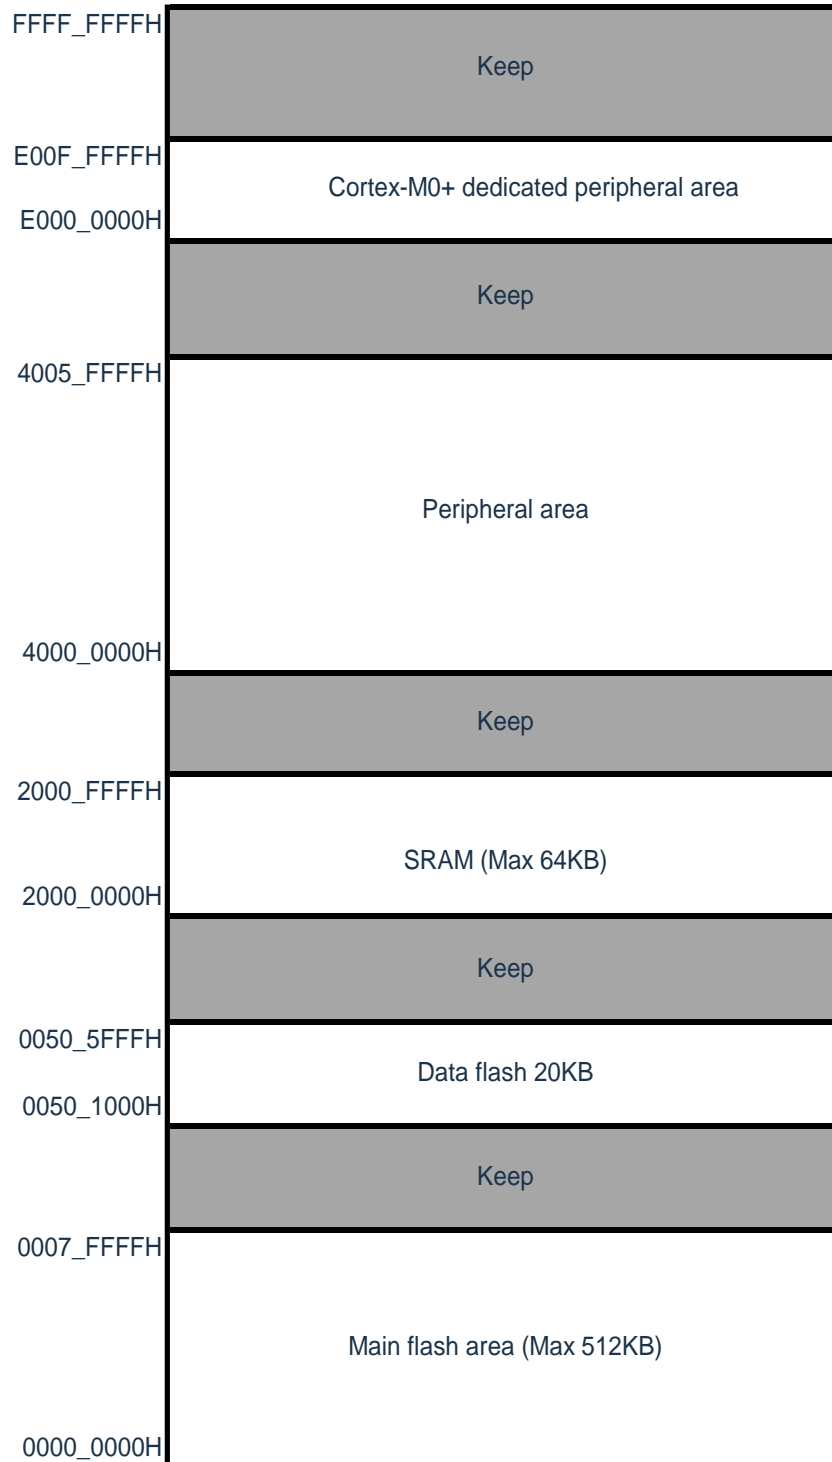 FFFF_FFFFH
Keep
E00F_FFFFH
Cortex-M0+ dedicated peripheral area
E000_0000H
Keep
4005_FFFFH
Peripheral area
4000_0000H
Keep
2000_FFFFH
SRAM (Max 64KB)
2000_0000H
Keep
0050_5FFFH
Data flash 20KB
0050_1000H
Keep
0007_FFFFH
Main flash area (Max 512KB)
0000_0000H